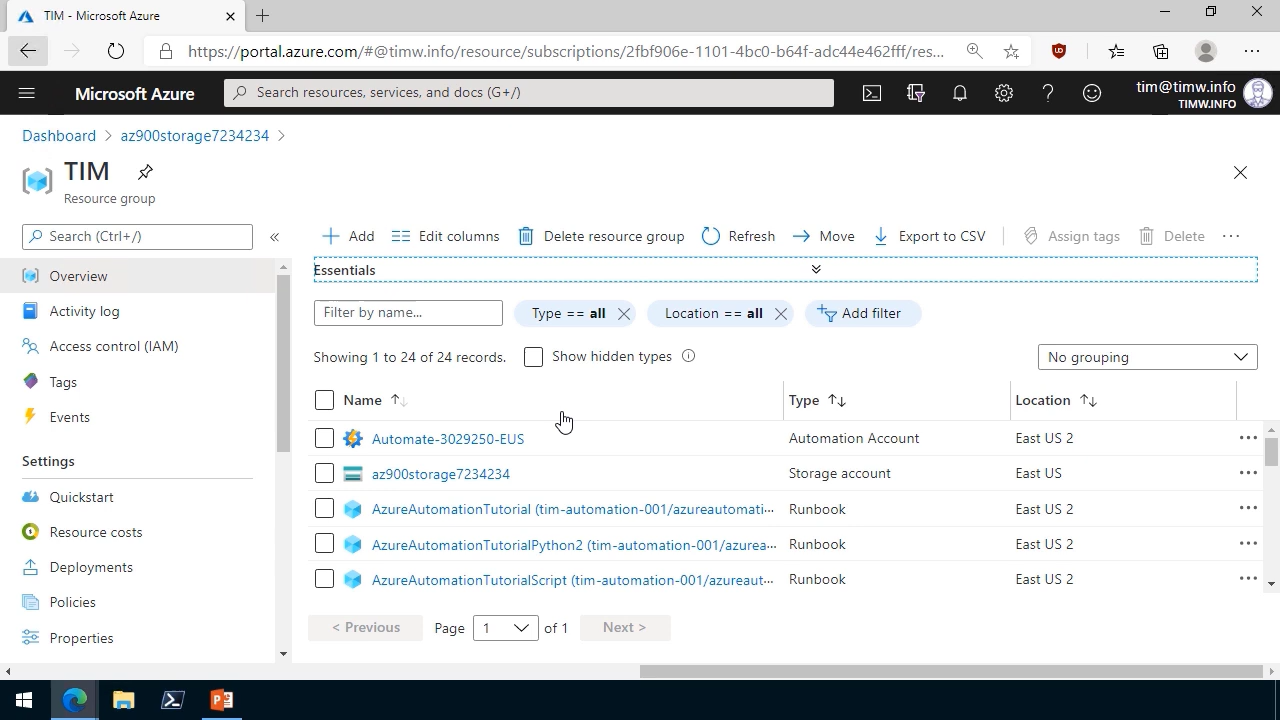 TIM - Microsoft Azure
https://portal.azure.com/#@timw.info/resource/subscriptions/2fbf906e-1101-4bc0-b64f-adc44e462fff/res...
Microsoft Azure
Search resources, services, and docs (G+/)
tim@timw.info
TIMW.INFO
Dashboard > az900storage7234234 >
TIM
Resource group
Search (Ctrl+/)
Add
Edit columns
Delete resource group
Refresh
Move
Export to CSV
Assign tags
Delete
Overview
Activity log
Access control (IAM)
Tags
Events
Settings
Quickstart
Resource costs
Deployments
Policies
Properties
Essentials
Filter by name...
Type == all
Location == all
Add filter
Showing 1 to 24 of 24 records.
Show hidden types
No grouping
Name Type Location
Automate-3029250-EUS Automation Account East US 2
az900storage7234234 Storage account East US
AzureAutomationTutorial (tim-automation-001/azureautomati... Runbook East US 2
AzureAutomationTutorialPython2 (tim-automation-001/azurea... Runbook East US 2
AzureAutomationTutorialScript (tim-automation-001/azureaut... Runbook East US 2
< Previous Page 1 of 1 Next >